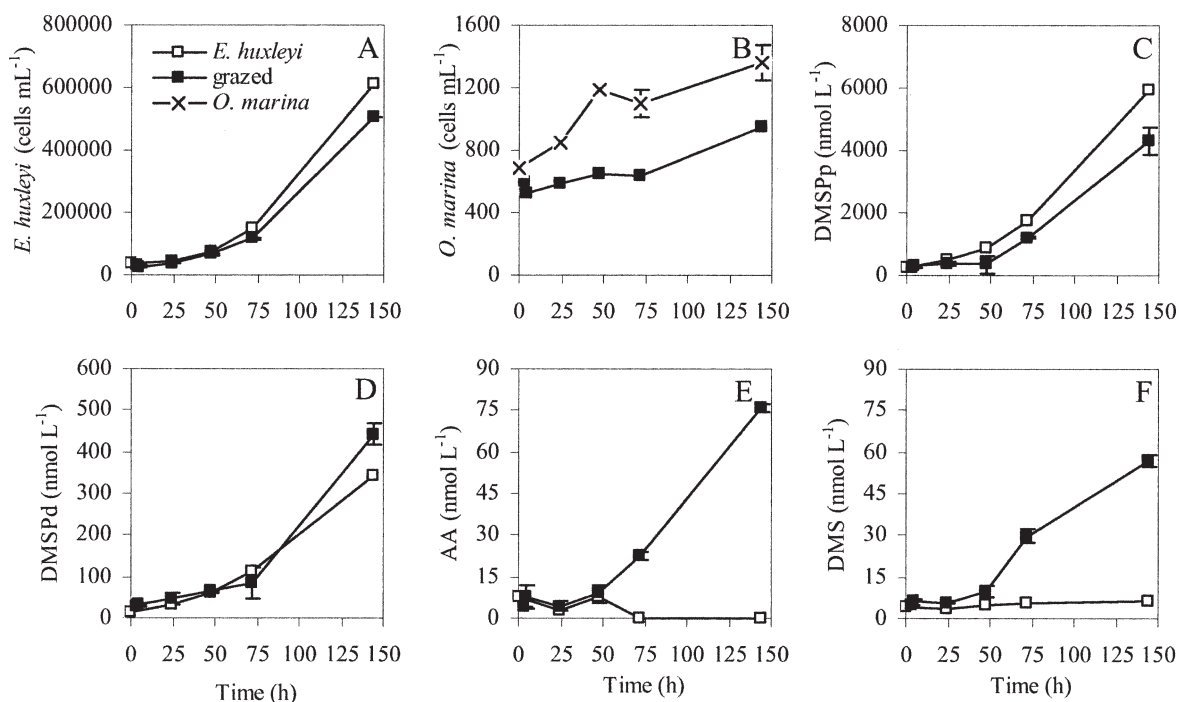 A
E. huxleyi
grazed
O. marina
E. huxleyi (cells mL⁻¹)
800000
600000
400000
200000
0
0 25 50 75 100 125 150
B
O. marina (cells mL⁻¹)
1600
1200
800
400
0
0 25 50 75 100 125 150
C
DMSPp (nmol L⁻¹)
8000
6000
4000
2000
0
0 25 50 75 100 125 150
D
DMSPd (nmol L⁻¹)
600
500
400
300
200
100
0
0 25 50 75 100 125 150
Time (h)
E
AA (nmol L⁻¹)
90
75
60
45
30
15
0
0 25 50 75 100 125 150
Time (h)
F
DMS (nmol L⁻¹)
90
75
60
45
30
15
0
0 25 50 75 100 125 150
Time (h)